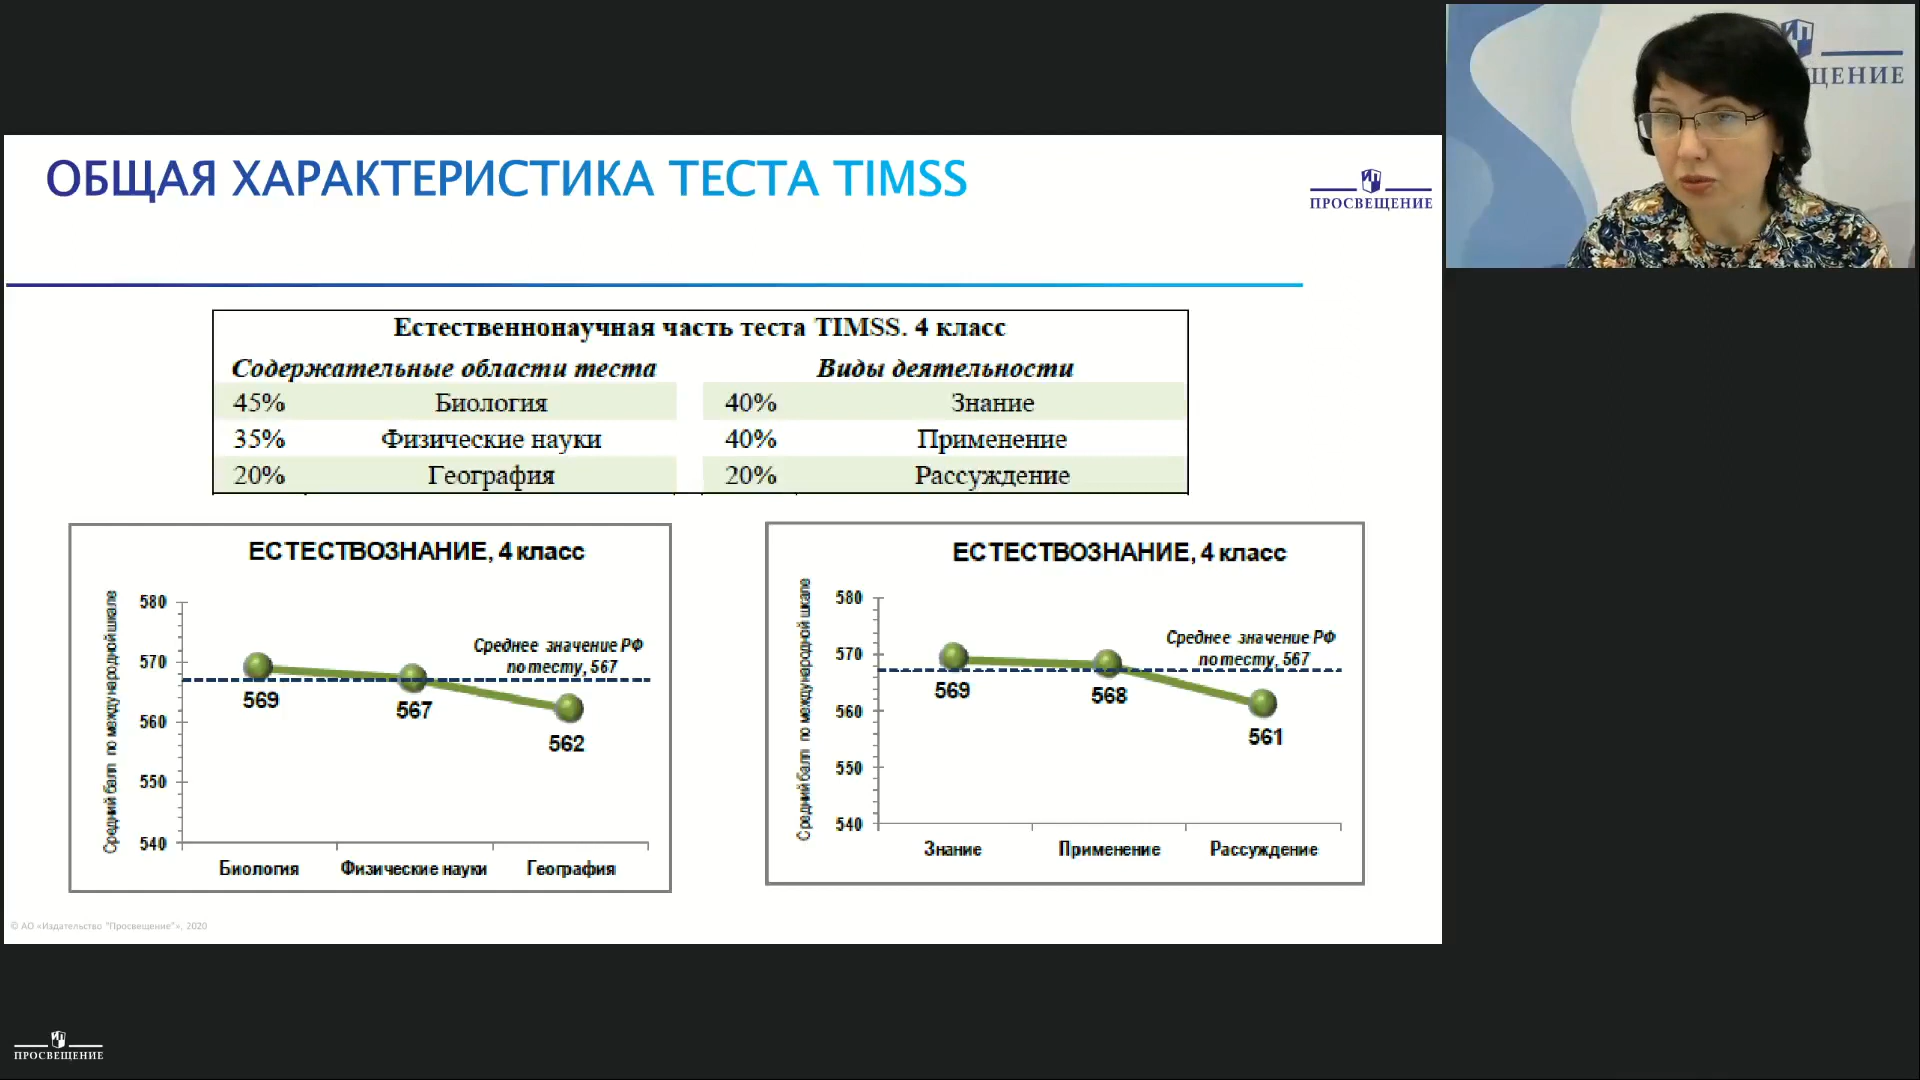 ОБЩАЯ ХАРАКТЕРИСТИКА ТЕСТА TIMSS
ПРОСВЕЩЕНИЕ
ИП
ЩЕНИЕ
Естественнонаучная часть теста TIMSS. 4 класс
Содержательные области теста Виды деятельности
45% Биология 40% Знание
35% Физические науки 40% Применение
20% География 20% Рассуждение
ЕСТЕСТВОЗНАНИЕ, 4 класс
Средний балл по международной шкале
580
570
560
550
540
Среднее значение РФ
по тесту, 567
569
567
562
Биология Физические науки География
ЕСТЕСТВОЗНАНИЕ, 4 класс
Средний балл по международной шкале
580
570
560
550
540
Среднее значение РФ
по тесту, 567
569
568
561
Знание Применение Рассуждение
© АО «Издательство "Просвещение"», 2020
ПРОСВЕЩЕНИЕ